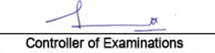 Controller of Examinations